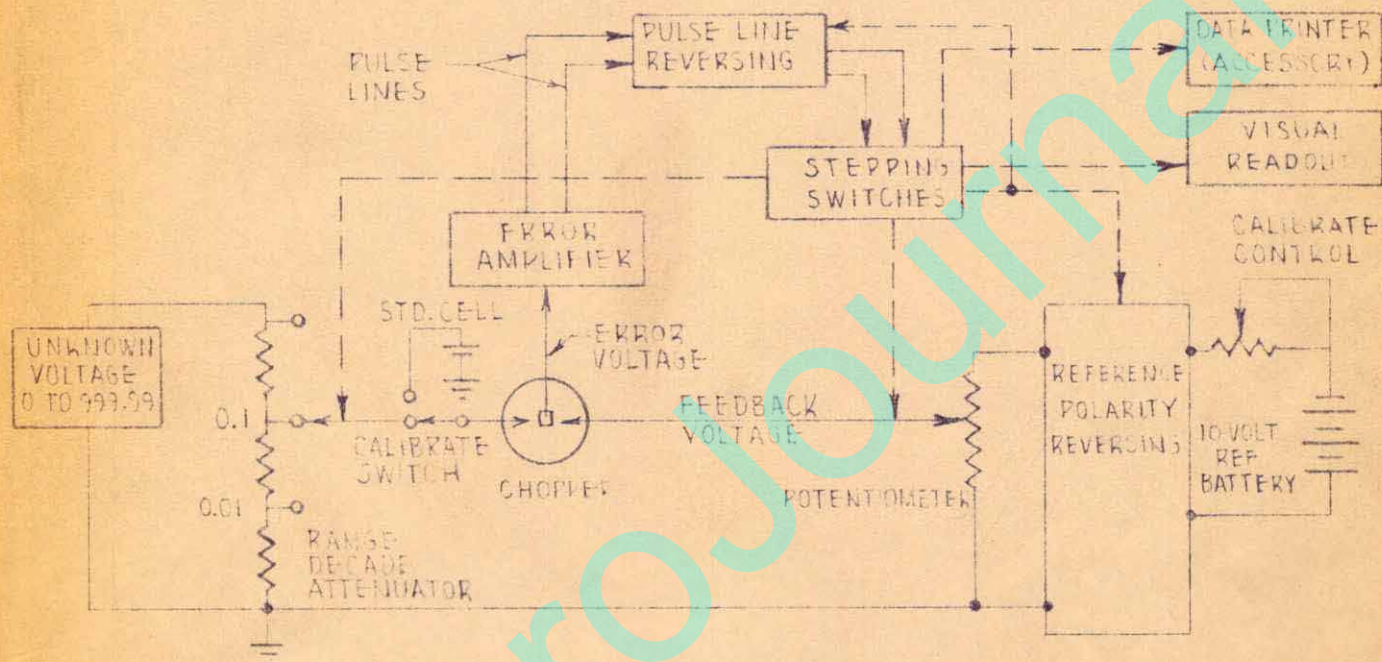 PULSE LINE
REVERSING
DATA PRINTER
(ACCESSORY)
PULSE
LINES
VISUAL
READOUT
STEPPING
SWITCHES
ERROR
AMPLIFIER
CALIBRATE
CONTROL
STD. CELL
ERROR
VOLTAGE
UNKNOWN
VOLTAGE
0 TO 999.99
0.1
CALIBRATE
SWITCH
CHOPPER
FEEDBACK
VOLTAGE
REFERENCE
POLARITY
REVERSING
10-VOLT
REF
BATTERY
POTENTIOMETER
0.01
RANGE
DECADE
ATTENUATOR
roJournal